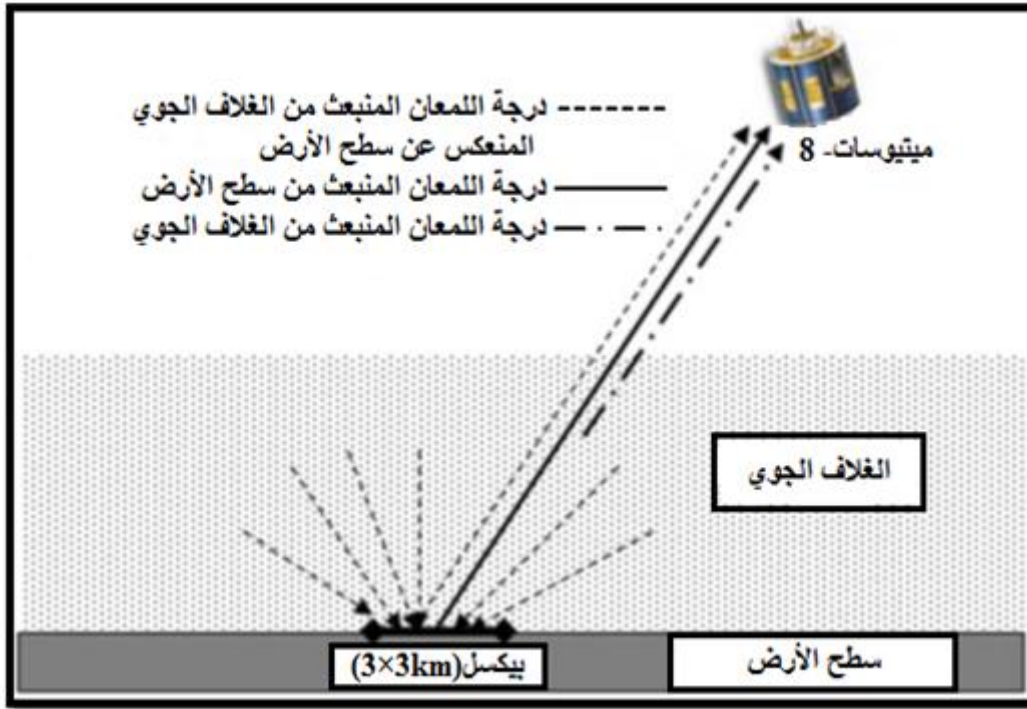 درجة اللمعان المنبعث من الغلاف الجوي
المنعكس عن سطح الأرض
درجة اللمعان المنبعث من سطح الأرض
درجة اللمعان المنبعث من الغلاف الجوي
ميتيوسات- 8
الغلاف الجوي
سطح الأرض
بيكسل(3×3km)